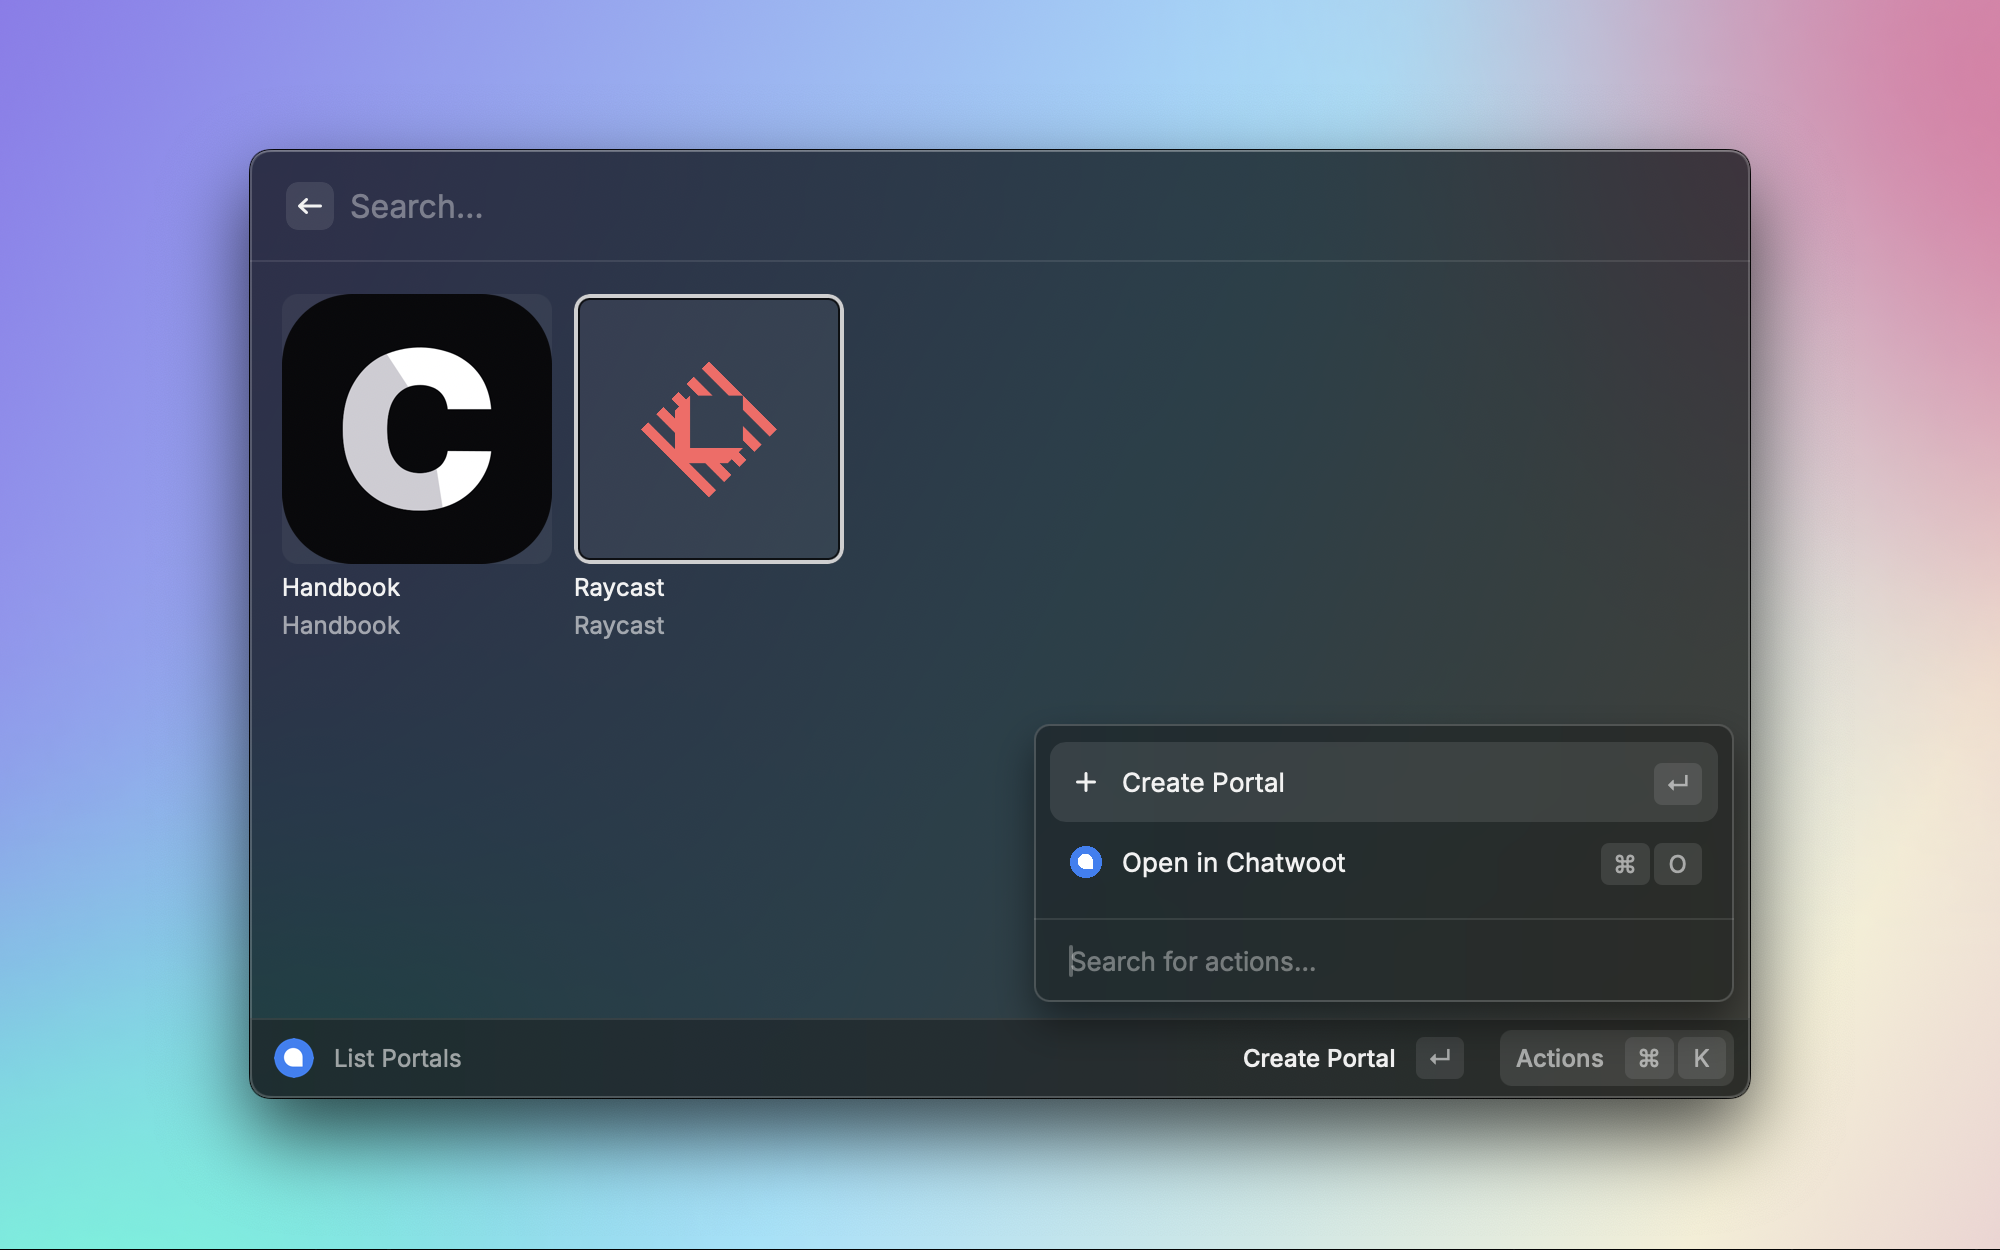 Search...
C
Handbook
Handbook
Raycast
Raycast
Create Portal
Open in Chatwoot ⌘ O
Search for actions...
List Portals
Create Portal
Actions ⌘ K